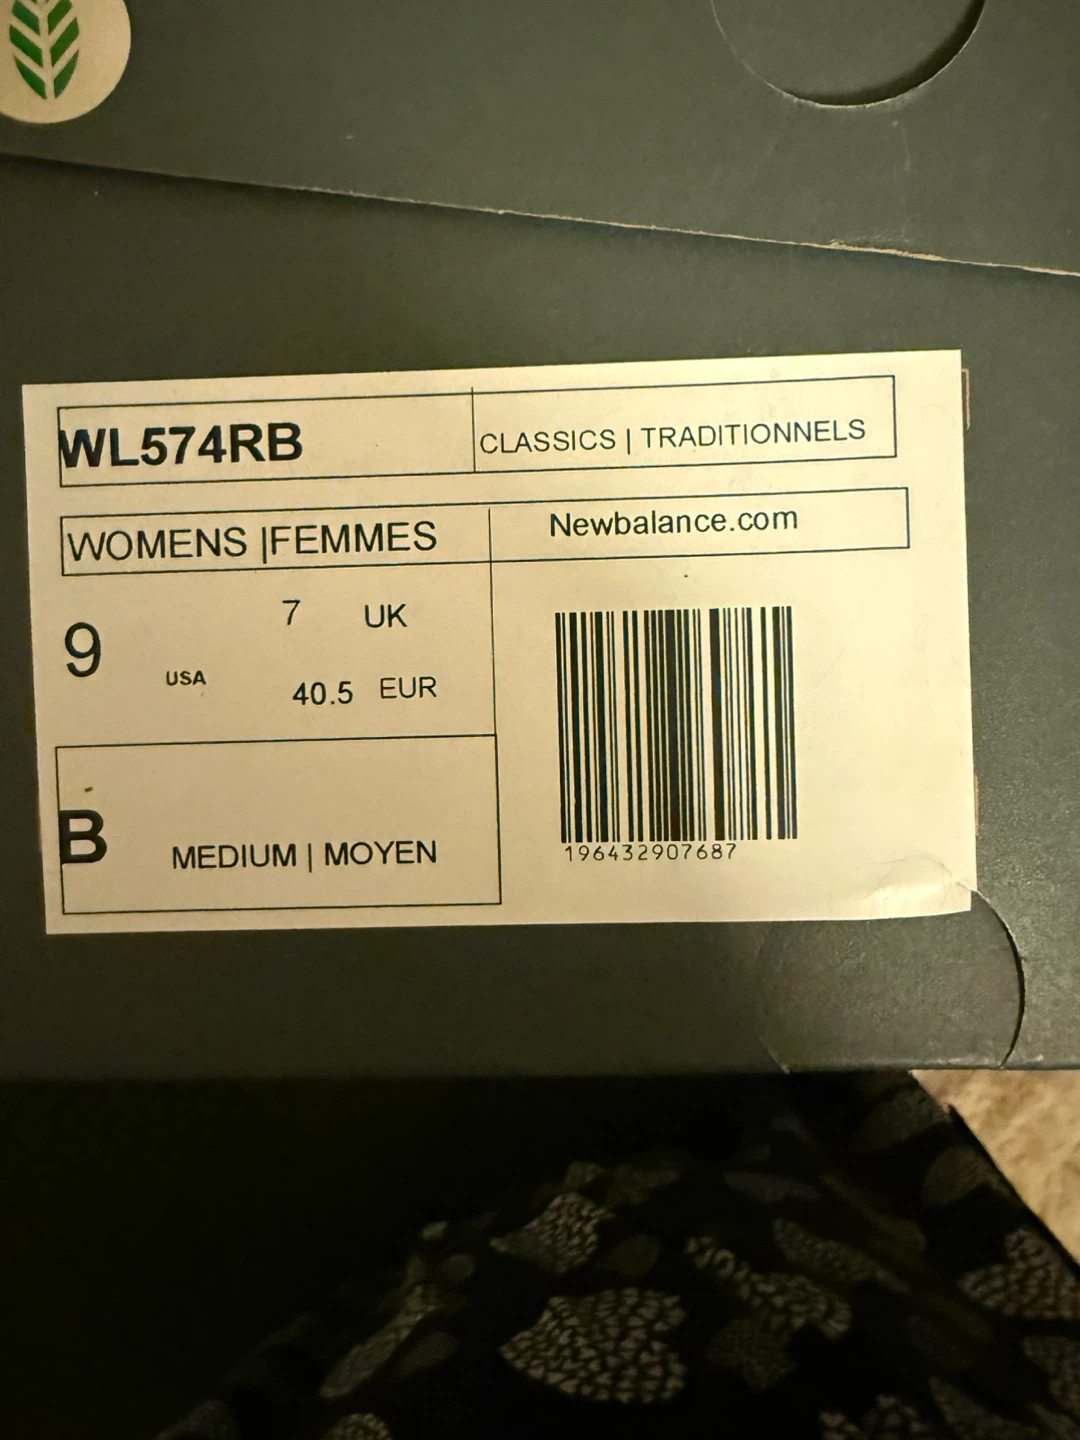 WL574RB
CLASSICS | TRADITIONNELS
WOMENS |FEMMES
Newbalance.com
9 USA
7 UK
40.5 EUR
B MEDIUM | MOYEN
196432907687